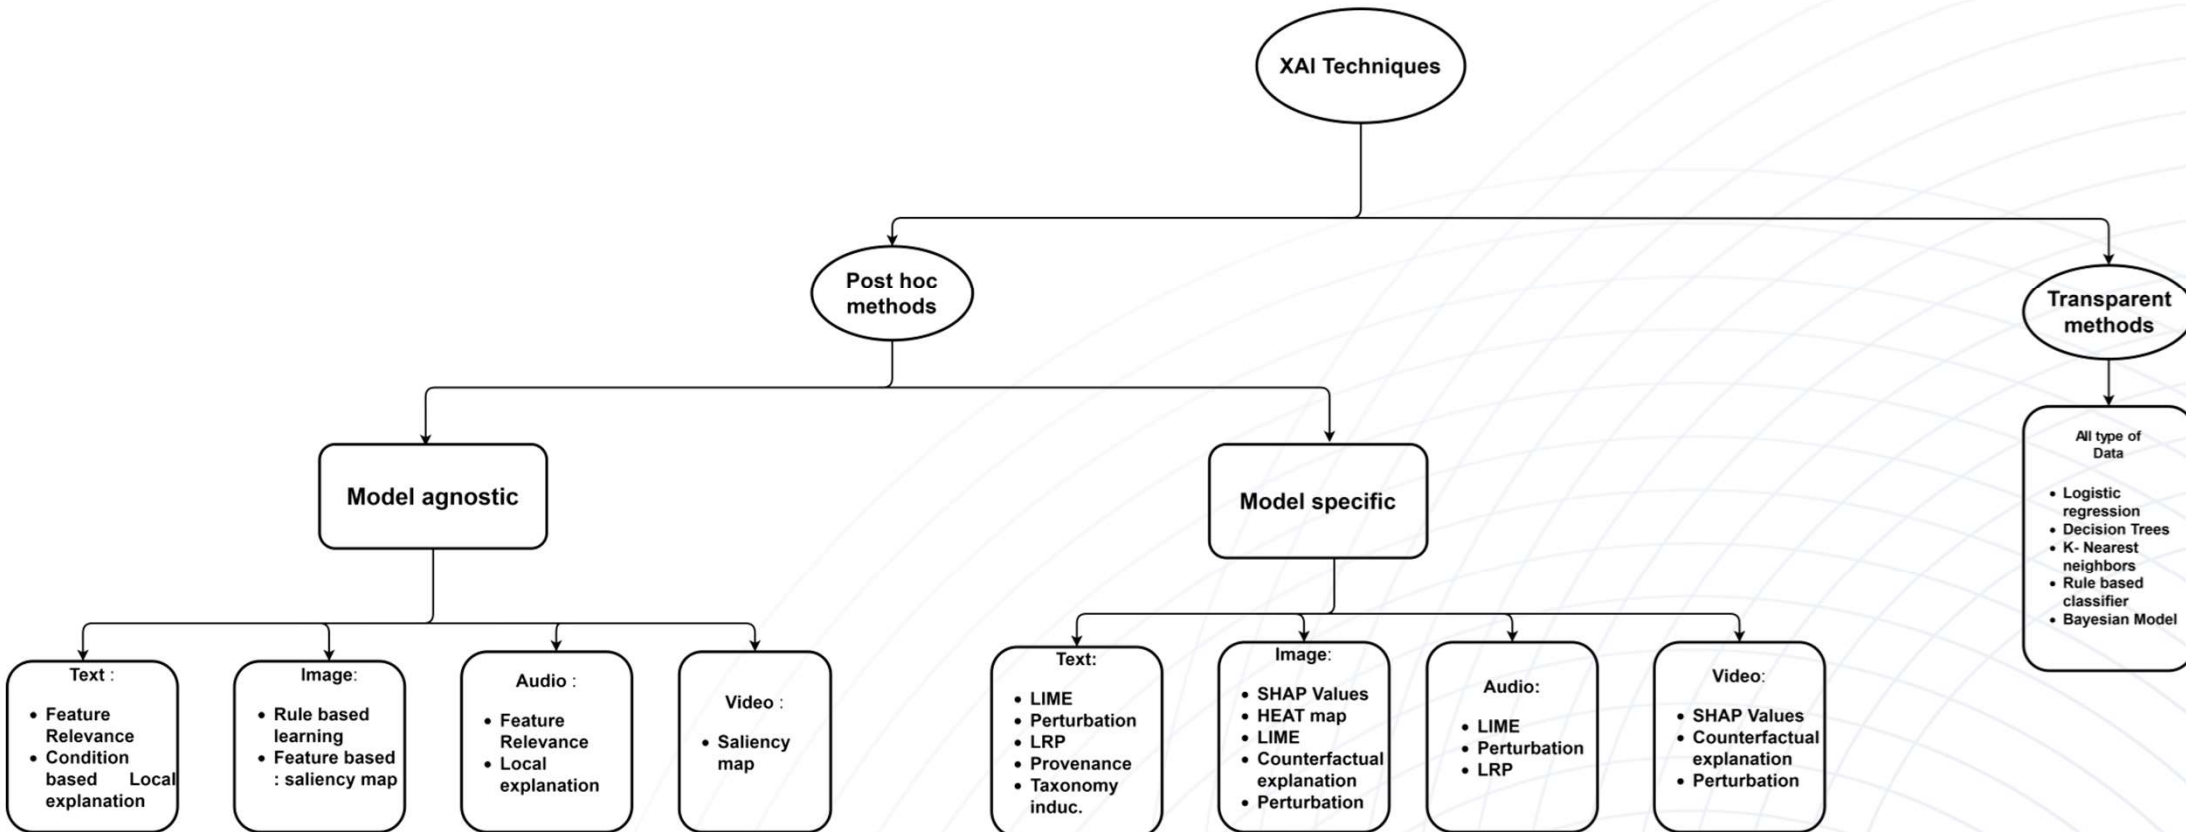 XAI Techniques
Post hoc
methods
Transparent
methods
Model agnostic
Model specific
All type of
Data
• Logistic
regression
• Decision Trees
• K- Nearest
neighbors
• Rule based
classifier
• Bayesian Model
Text :
• Feature
Relevance
• Condition
based Local
explanation
Image:
• Rule based
learning
• Feature based
: saliency map
Audio :
• Feature
Relevance
• Local
explanation
Video :
• Saliency
map
Text:
• LIME
• Perturbation
• LRP
• Provenance
• Taxonomy
induc.
Image:
• SHAP Values
• HEAT map
• LIME
• Counterfactual
explanation
• Perturbation
Audio:
• LIME
• Perturbation
• LRP
Video:
• SHAP Values
• Counterfactual
explanation
• Perturbation